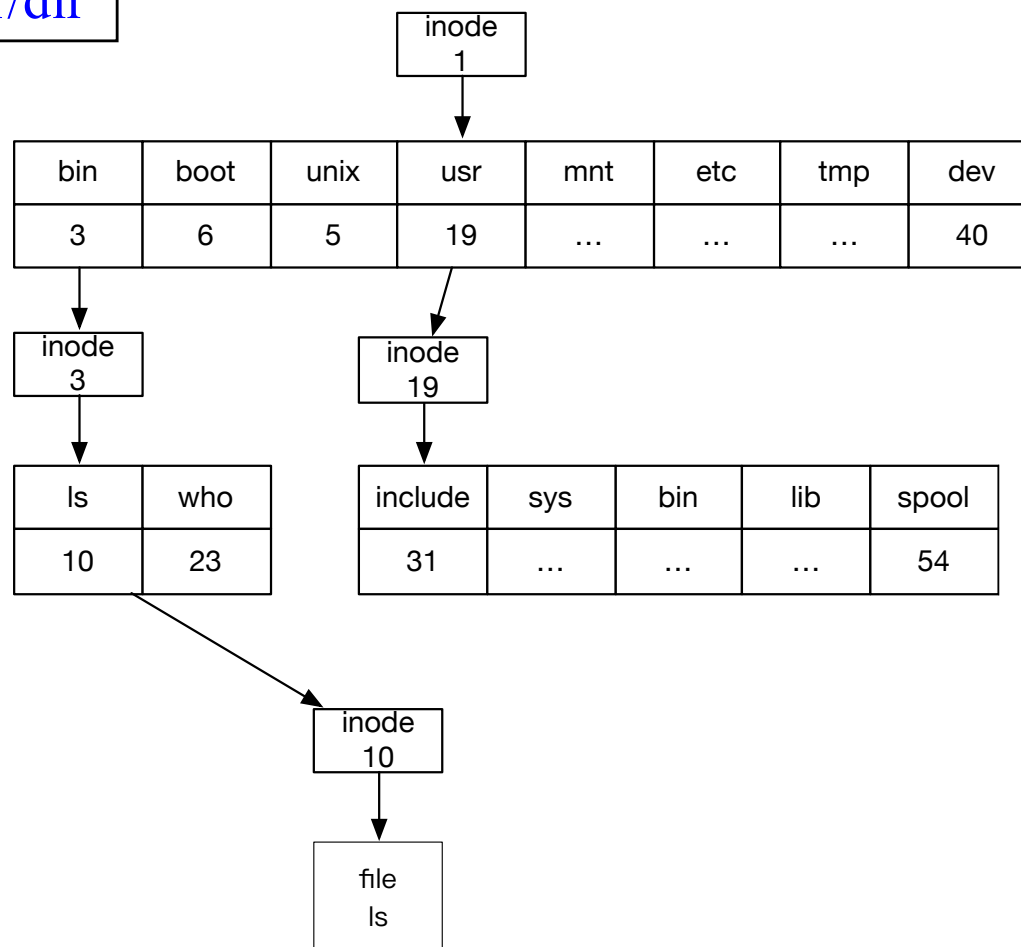 inode
1
bin boot unix usr mnt etc tmp dev
3 6 5 19 ... ... ... 40
inode
3
inode
19
ls who
10 23
include sys bin lib spool
31 ... ... ... 54
inode
10
file
ls